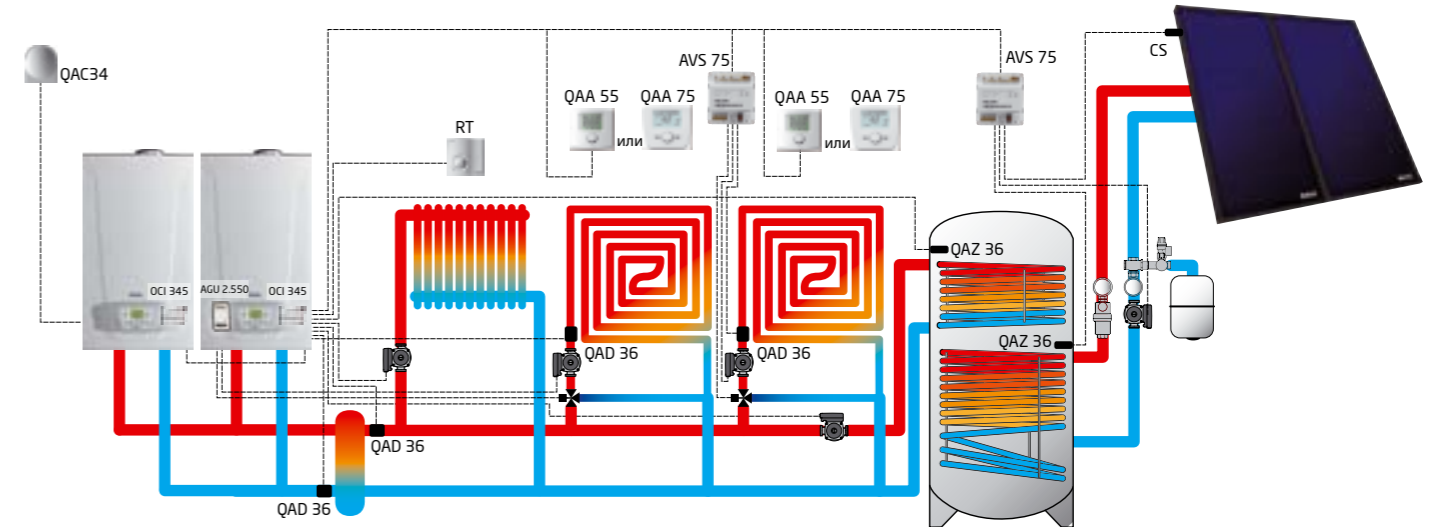 QAC34
RT
QAA 55
или
QAA 75
AVS 75
QAA 55
или
QAA 75
AVS 75
CS
OCI 345
AGU 2.550
OCI 345
QAZ 36
QAD 36
QAD 36
QAZ 36
QAD 36
QAD 36